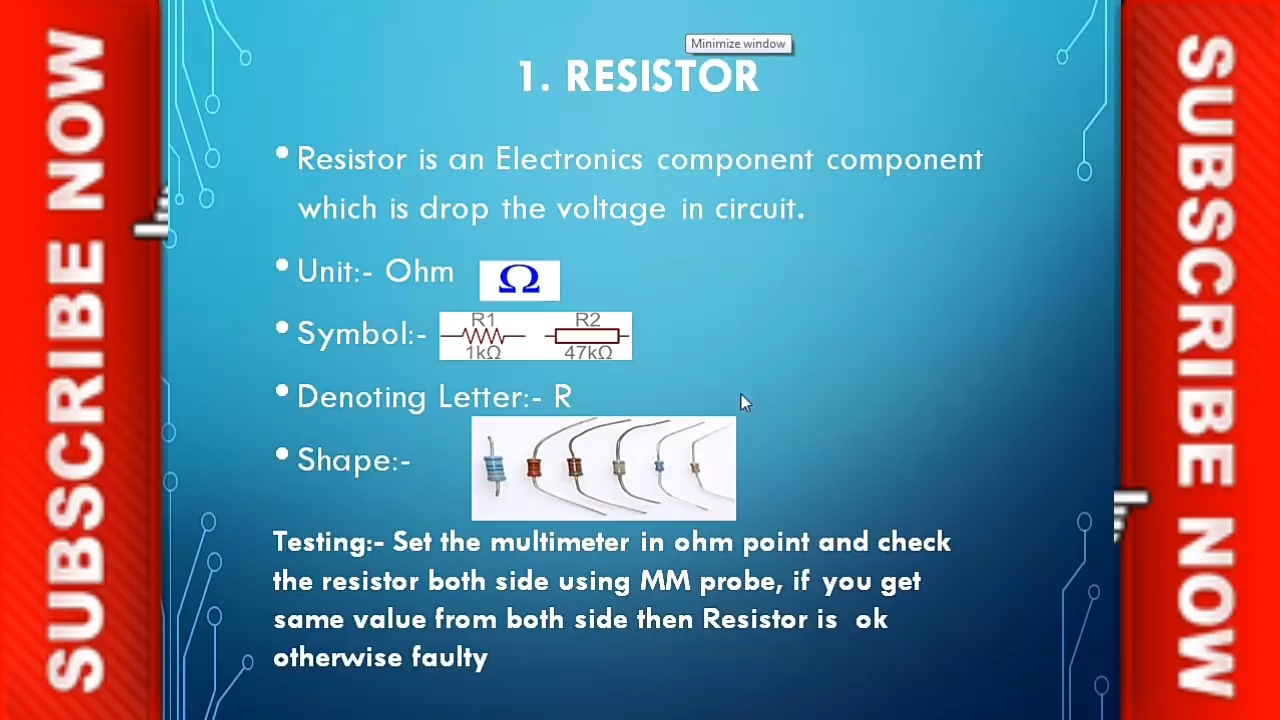 SUBSCRIBE NOW
Minimize window
1. RESISTOR
• Resistor is an Electronics component component
which is drop the voltage in circuit.
• Unit:- Ohm Ω
• Symbol:- R1 R2
1kΩ 47kΩ
• Denoting Letter:- R
• Shape:-
Testing:- Set the multimeter in ohm point and check
the resistor both side using MM probe, if you get
same value from both side then Resistor is ok
otherwise faulty
SUBSCRIBE NOW